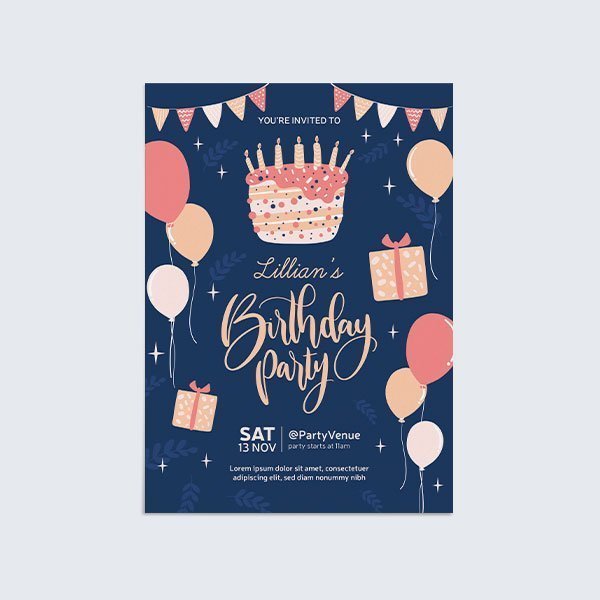 YOU'RE INVITED TO
Lillian's
Birthday
party
SAT
13 NOV
@PartyVenue
party starts at 11am
Lorem ipsum dolor sit amet, consectetuer
adipiscing elit, sed diam nonummy nibh